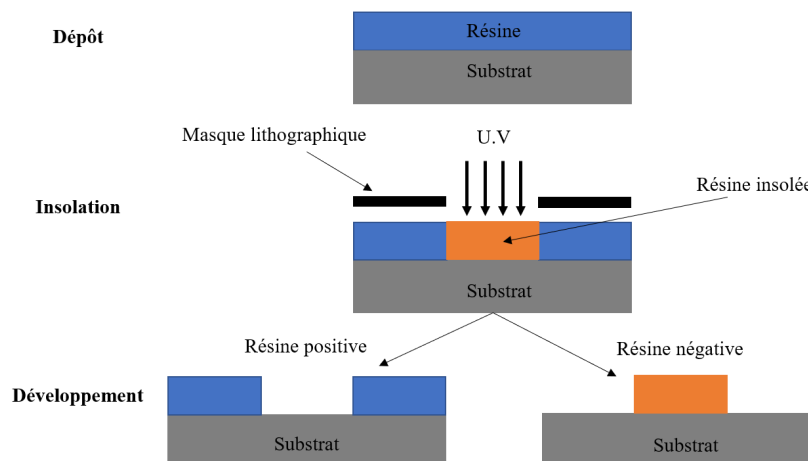 Dépôt
Résine
Substrat
Masque lithographique
U.V
Résine insolée
Insolation
Substrat
Résine positive
Résine négative
Développement
Substrat
Substrat